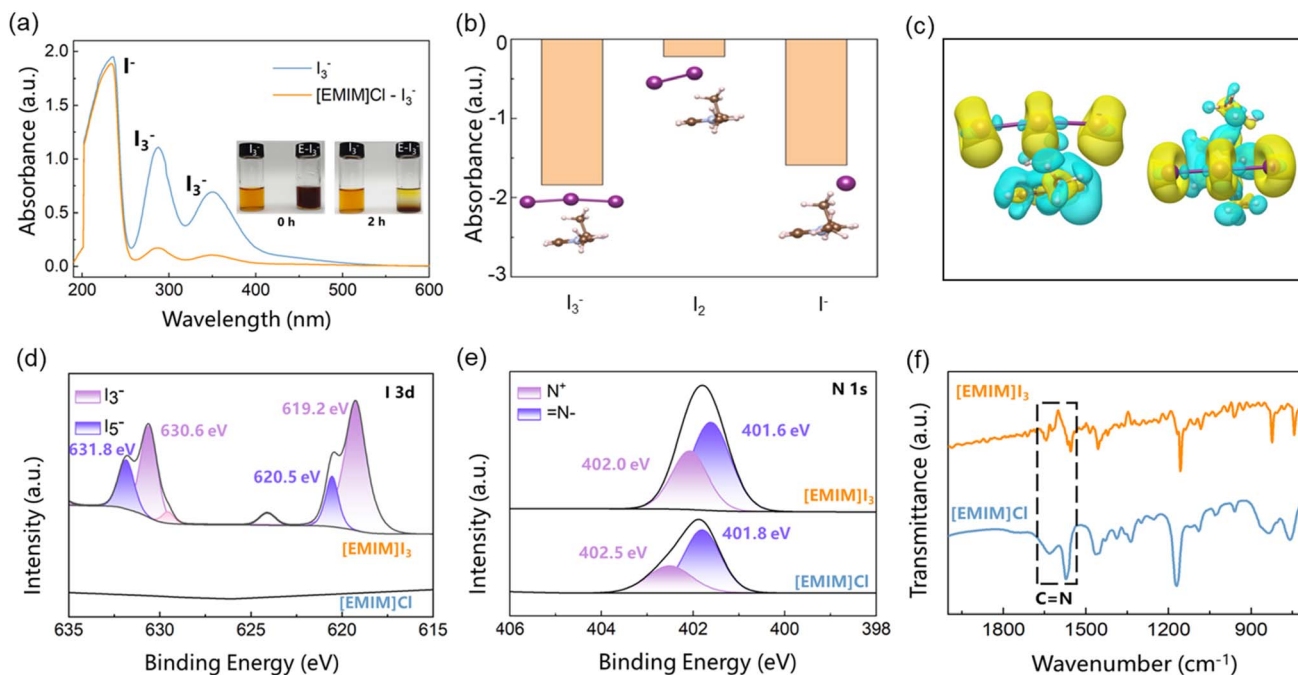 (a)
2.0
1.5
1.0
0.5
0.0
Absorbance (a.u.)
I⁻
I₃⁻
I₃⁻
I₃⁻
[EMIM]Cl - I₃⁻
I₃⁻
E-I₃⁻
I₃⁻
E-I₃⁻
0 h
2 h
200
300
400
500
600
Wavelength (nm)
(b)
0
-1
-2
-3
Absorbance (a.u.)
I₃⁻
I₂
I⁻
(c)
(d)
I₃⁻
I₅⁻
I 3d
631.8 eV
630.6 eV
619.2 eV
620.5 eV
[EMIM]I₃
[EMIM]Cl
Intensity (a.u.)
635
630
625
620
615
Binding Energy (eV)
(e)
N⁺
=N-
N 1s
402.0 eV
401.6 eV
[EMIM]I₃
402.5 eV
401.8 eV
[EMIM]Cl
Intensity (a.u.)
406
404
402
400
398
Binding Energy (eV)
(f)
[EMIM]I₃
[EMIM]Cl
C=N
Transmittance (a.u.)
1800
1500
1200
900
Wavenumber (cm⁻¹)